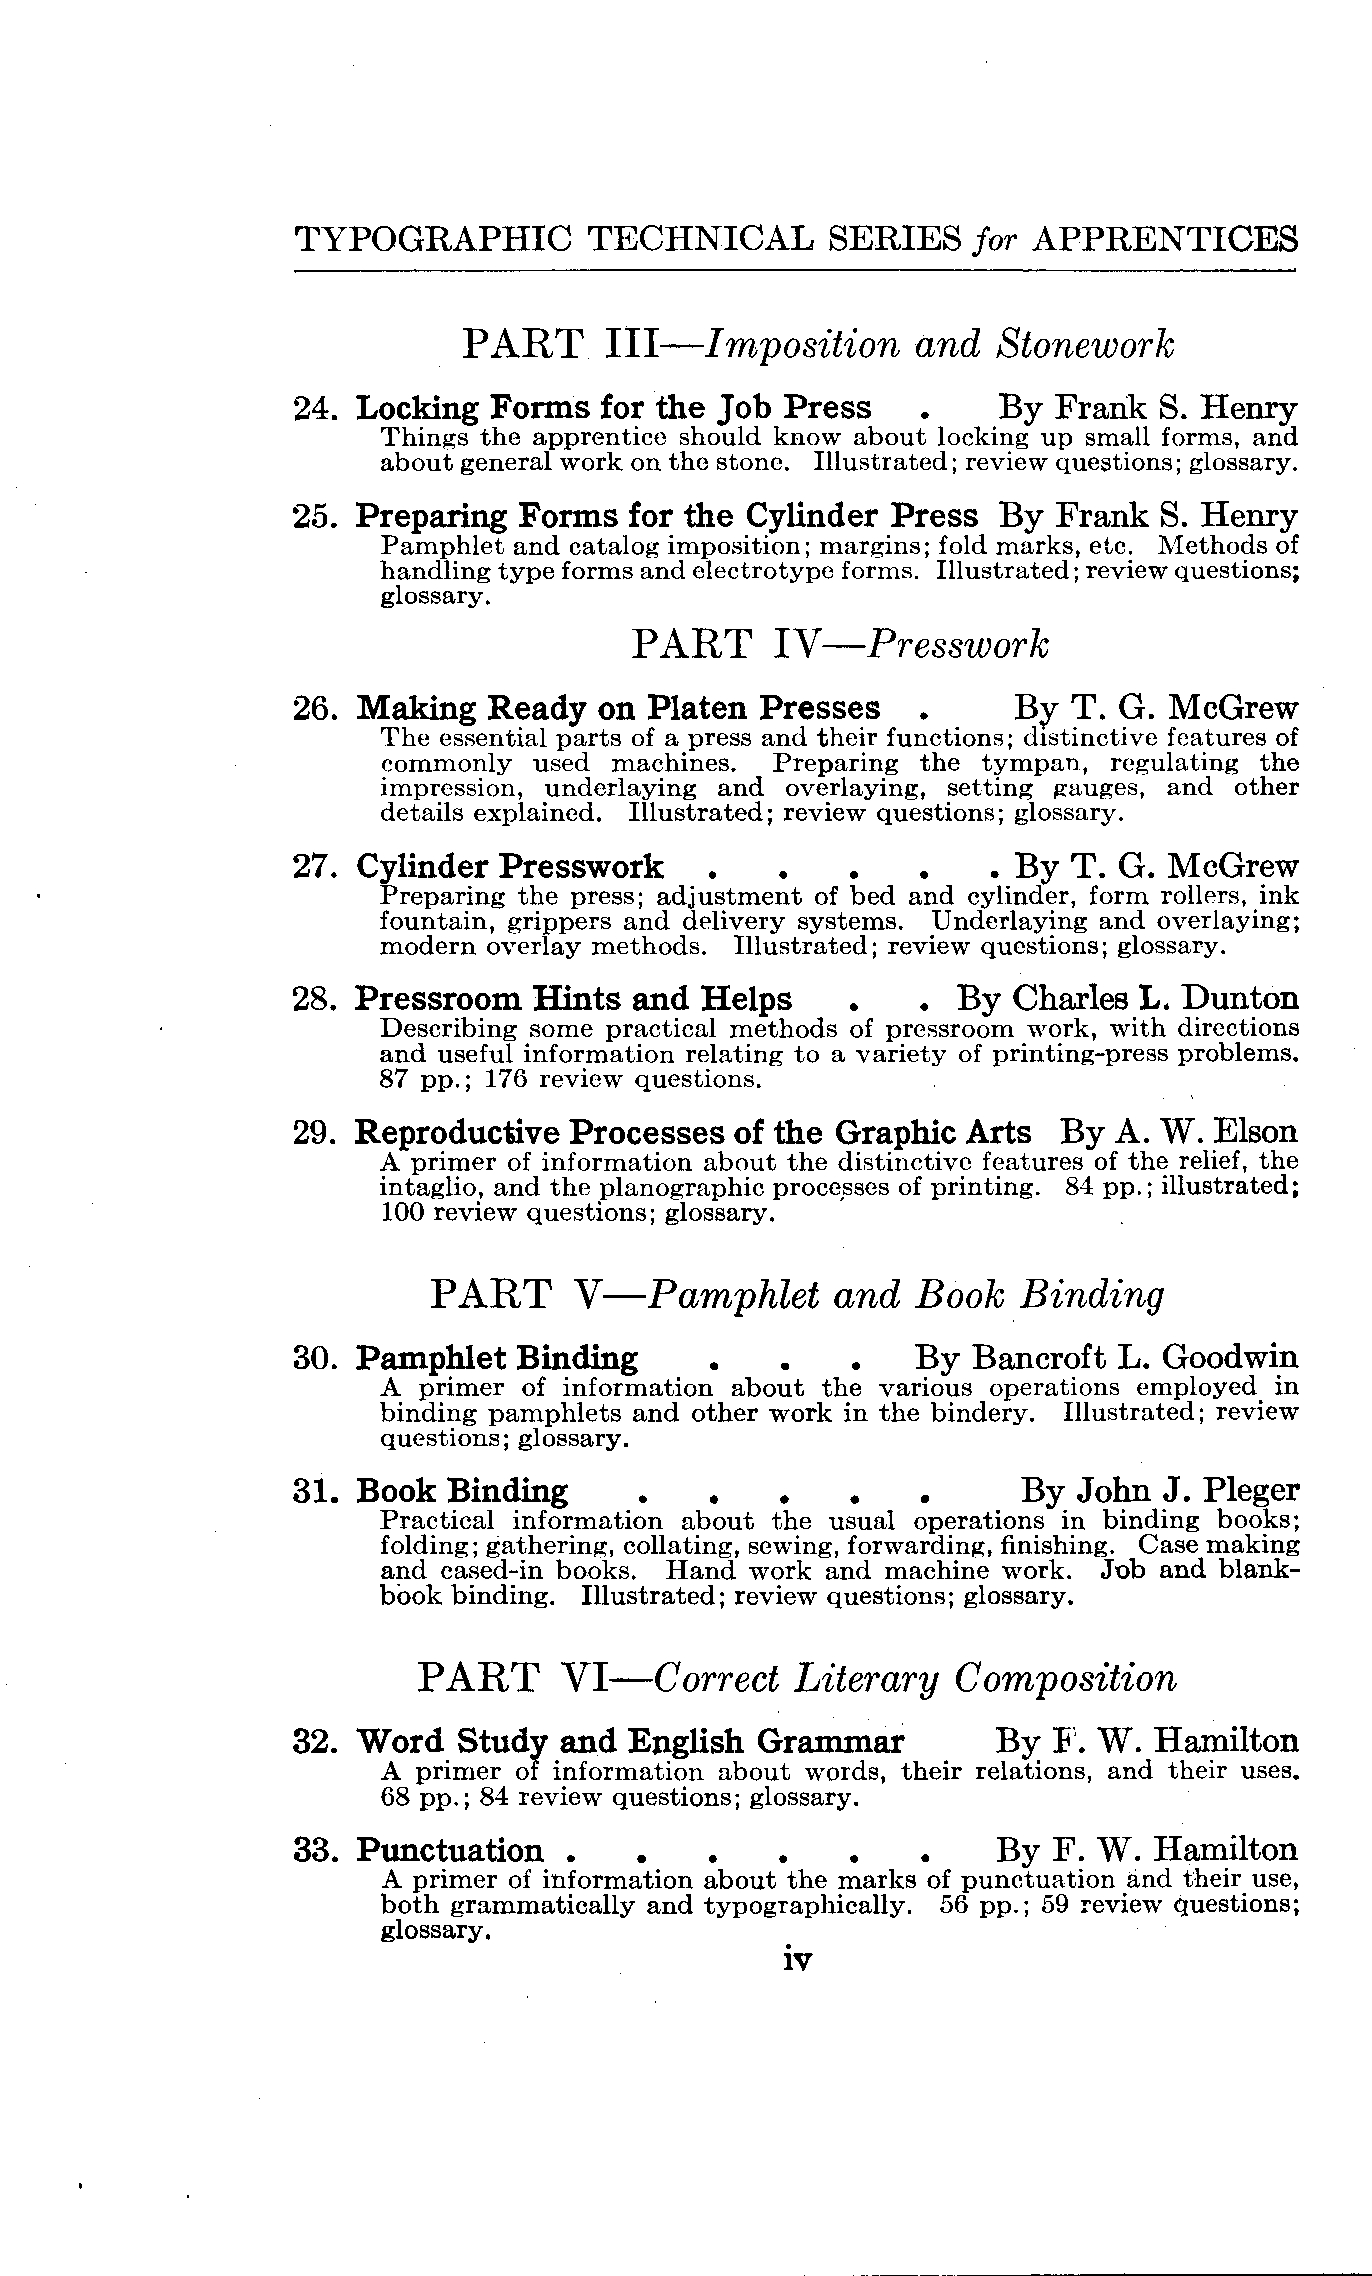 TYPOGRAPHIC TECHNICAL SERIES for APPRENTICES
PART III—Imposition and Stonework
24. Locking Forms for the Job Press . By Frank S. Henry
Things the apprentice should know about locking up small forms, and
about general work on the stone. Illustrated; review questions; glossary.
25. Preparing Forms for the Cylinder Press By Frank S. Henry
Pamphlet and catalog imposition; margins; fold marks, etc. Methods of
handling type forms and electrotype forms. Illustrated; review questions;
glossary.
PART IV—Presswork
26. Making Ready on Platen Presses . By T. G. McGrew
The essential parts of a press and their functions; distinctive features of
commonly used machines. Preparing the tympan, regulating the
impression, underlaying and overlaying, setting gauges, and other
details explained. Illustrated; review questions; glossary.
27. Cylinder Presswork . . . . . By T. G. McGrew
Preparing the press; adjustment of bed and cylinder, form rollers, ink
fountain, grippers and delivery systems. Underlaying and overlaying;
modern overlay methods. Illustrated; review questions; glossary.
28. Pressroom Hints and Helps . . By Charles L. Dunton
Describing some practical methods of pressroom work, with directions
and useful information relating to a variety of printing-press problems.
87 pp.; 176 review questions.
29. Reproductive Processes of the Graphic Arts By A. W. Elson
A primer of information about the distinctive features of the relief, the
intaglio, and the planographic processes of printing. 84 pp.; illustrated;
100 review questions; glossary.
PART V—Pamphlet and Book Binding
30. Pamphlet Binding . . . By Bancroft L. Goodwin
A primer of information about the various operations employed in
binding pamphlets and other work in the bindery. Illustrated; review
questions; glossary.
31. Book Binding . . . . . By John J. Pleger
Practical information about the usual operations in binding books;
folding; gathering, collating, sewing, forwarding, finishing. Case making
and cased-in books. Hand work and machine work. Job and blank-
book binding. Illustrated; review questions; glossary.
PART VI—Correct Literary Composition
32. Word Study and English Grammar By F. W. Hamilton
A primer of information about words, their relations, and their uses.
68 pp.; 84 review questions; glossary.
33. Punctuation . . . . . . By F. W. Hamilton
A primer of information about the marks of punctuation and their use,
both grammatically and typographically. 56 pp.; 59 review questions;
glossary.
iv